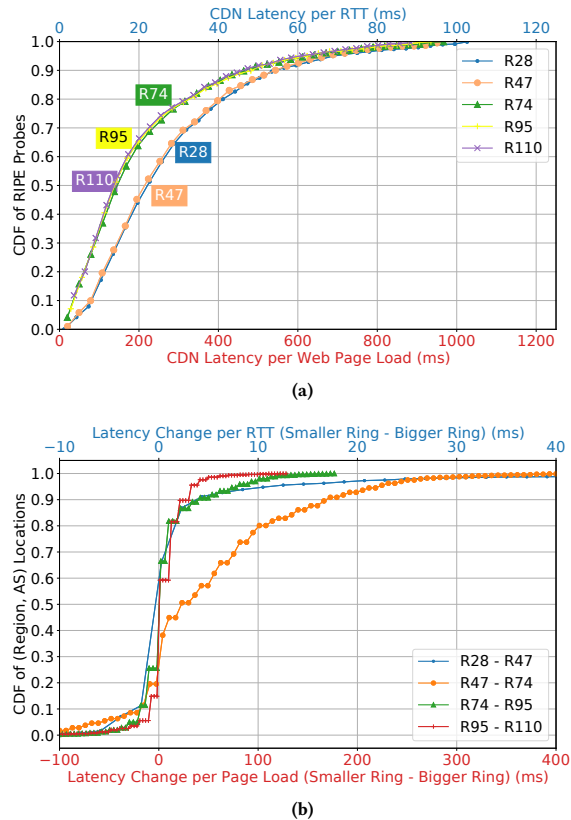 CDN Latency per RTT (ms)
0 20 40 60 80 100 120
CDF of RIPE Probes
1.0
0.9
0.8
0.7
0.6
0.5
0.4
0.3
0.2
0.1
0.0
R74
R95
R28
R110
R47
R28
R47
R74
R95
R110
0 200 400 600 800 1000 1200
CDN Latency per Web Page Load (ms)
(a)
Latency Change per RTT (Smaller Ring - Bigger Ring) (ms)
−10 0 10 20 30 40
CDF of (Region, AS) Locations
1.0
0.9
0.8
0.7
0.6
0.5
0.4
0.3
0.2
0.1
0.0
R28 - R47
R47 - R74
R74 - R95
R95 - R110
−100 0 100 200 300 400
Latency Change per Page Load (Smaller Ring - Bigger Ring) (ms)
(b)